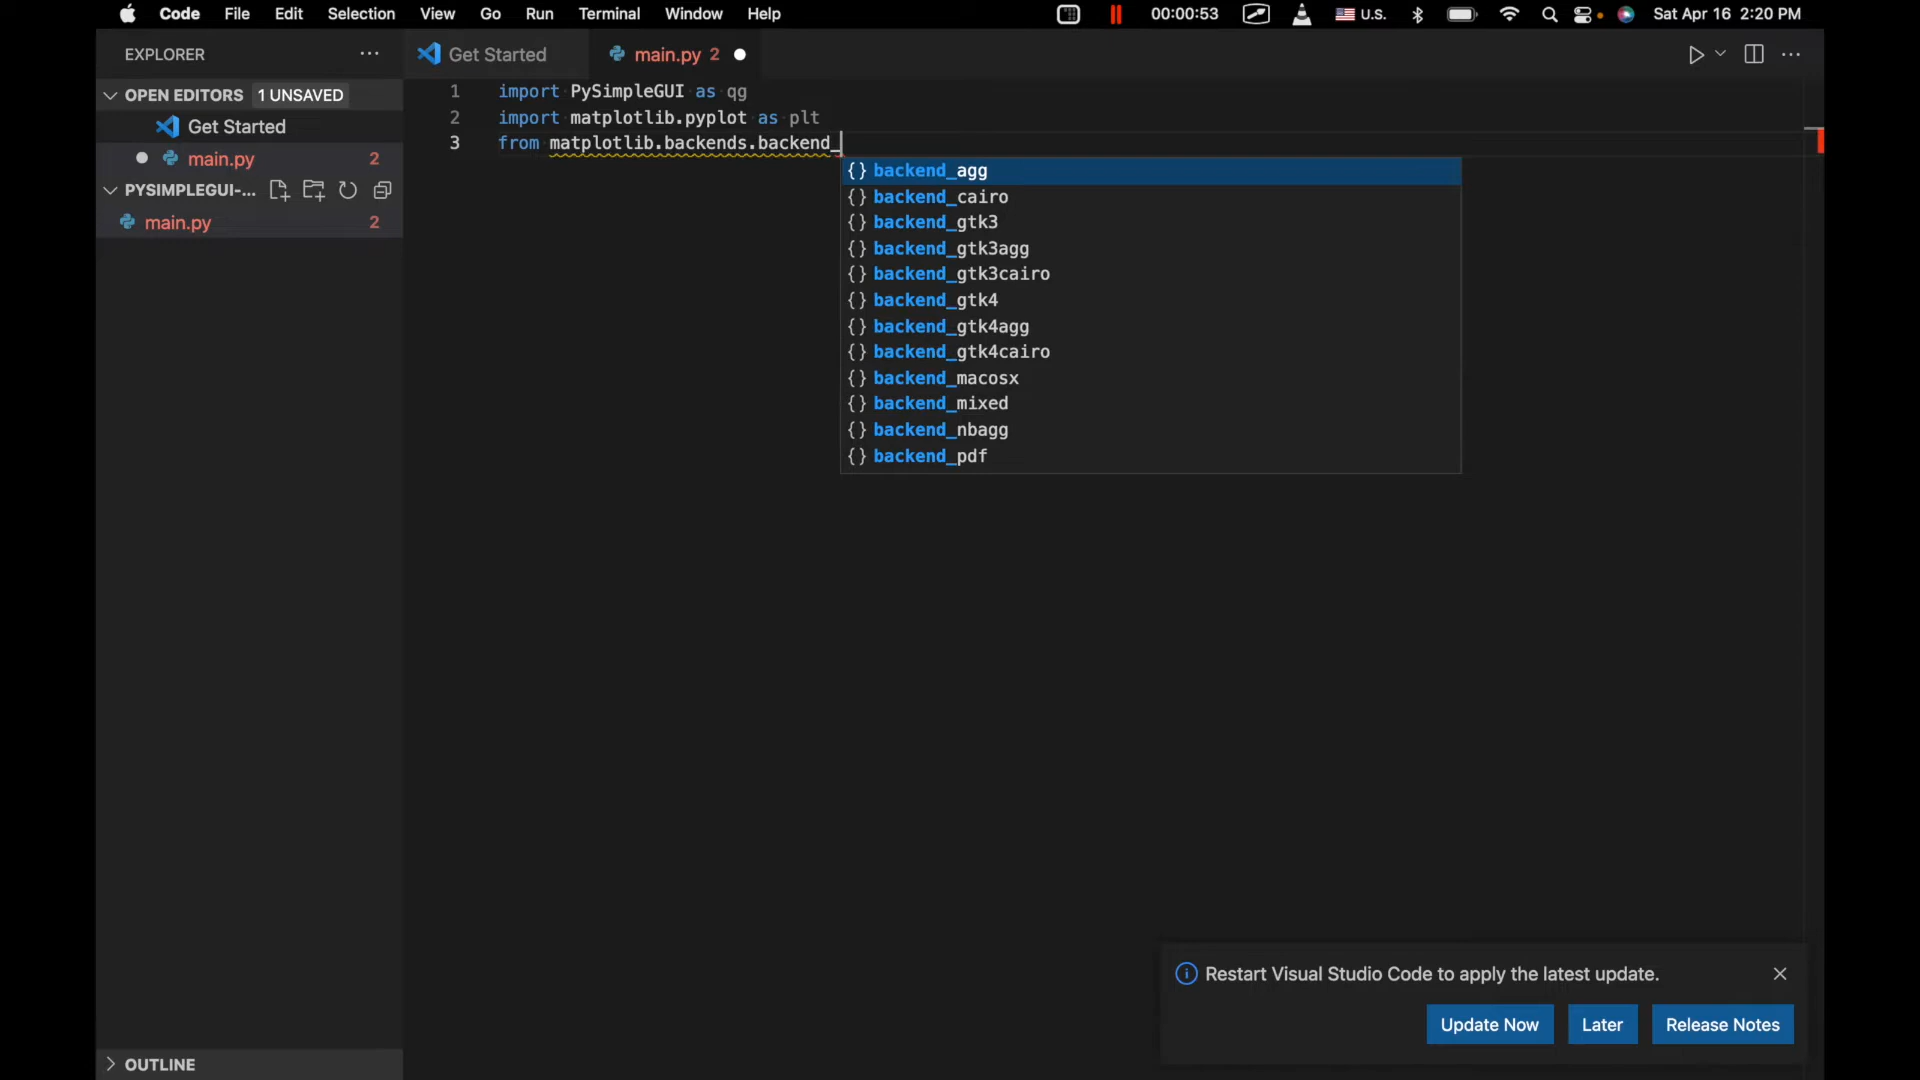 Code File Edit Selection View Go Run Terminal Window Help 00:00:53 U.S. Sat Apr 16 2:20 PM
EXPLORER
Get Started
main.py 2
OPEN EDITORS 1 UNSAVED
Get Started
main.py 2
PYSIMPLEGUI-...
main.py 2
1 import PySimpleGUI as qg
2 import matplotlib.pyplot as plt
3 from matplotlib.backends.backend_
{} backend_agg
{} backend_cairo
{} backend_gtk3
{} backend_gtk3agg
{} backend_gtk3cairo
{} backend_gtk4
{} backend_gtk4agg
{} backend_gtk4cairo
{} backend_macosx
{} backend_mixed
{} backend_nbagg
{} backend_pdf
Restart Visual Studio Code to apply the latest update.
Update Now Later Release Notes
OUTLINE